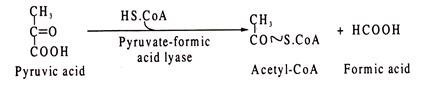 CH₃
C=O
COOH
Pyruvic acid
HS.CoA
Pyruvate-formic
acid lyase
CH₃
CO~S.CoA
Acetyl-CoA
+ HCOOH
Formic acid